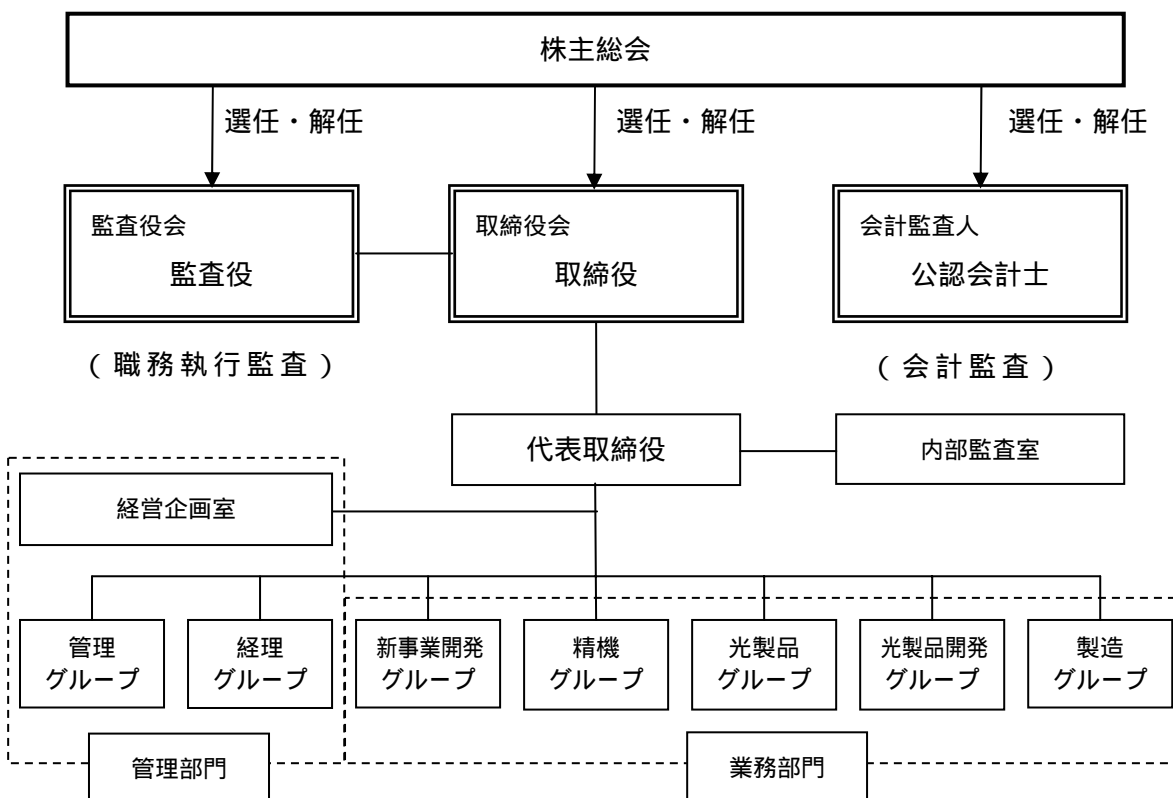 株主総会
選任・解任
選任・解任
選任・解任
監査役会
監査役
取締役会
取締役
会計監査人
公認会計士
（職務執行監査）
（会計監査）
代表取締役
内部監査室
経営企画室
管理
グループ
経理
グループ
新事業開発
グループ
精機
グループ
光製品
グループ
光製品開発
グループ
製造
グループ
管理部門
業務部門